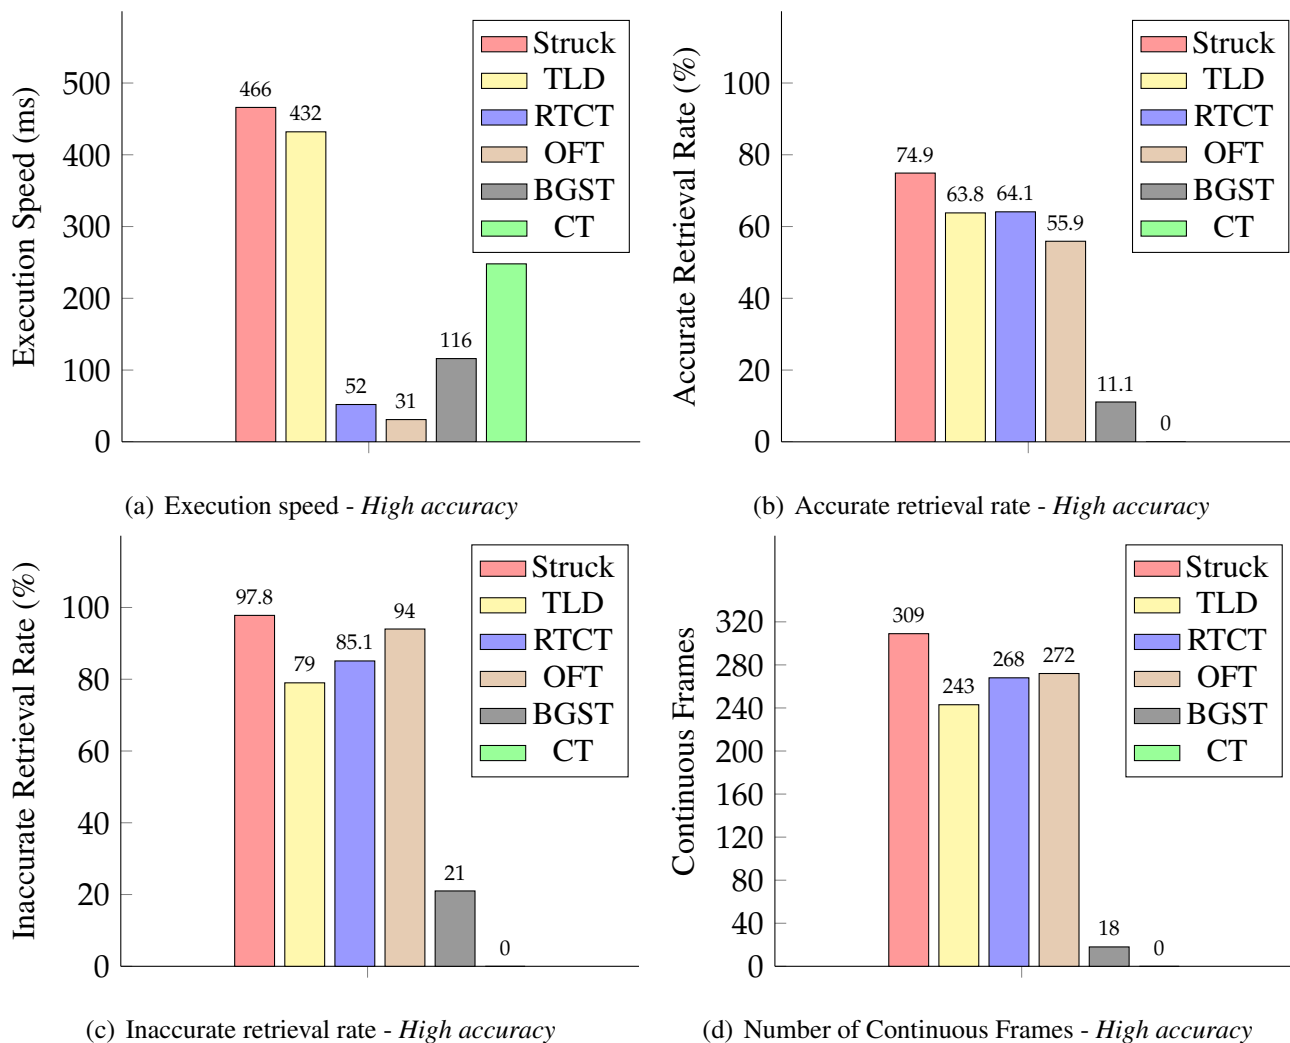 Execution Speed (ms)
500
400
300
200
100
0
466
432
52
31
116
Struck
TLD
RTCT
OFT
BGST
CT
(a) Execution speed - High accuracy
Accurate Retrieval Rate (%)
100
80
60
40
20
0
74.9
63.8
64.1
55.9
11.1
0
Struck
TLD
RTCT
OFT
BGST
CT
(b) Accurate retrieval rate - High accuracy
Inaccurate Retrieval Rate (%)
100
80
60
40
20
0
97.8
79
85.1
94
21
0
Struck
TLD
RTCT
OFT
BGST
CT
(c) Inaccurate retrieval rate - High accuracy
Continuous Frames
320
280
240
200
160
120
80
40
0
309
243
268
272
18
0
Struck
TLD
RTCT
OFT
BGST
CT
(d) Number of Continuous Frames - High accuracy